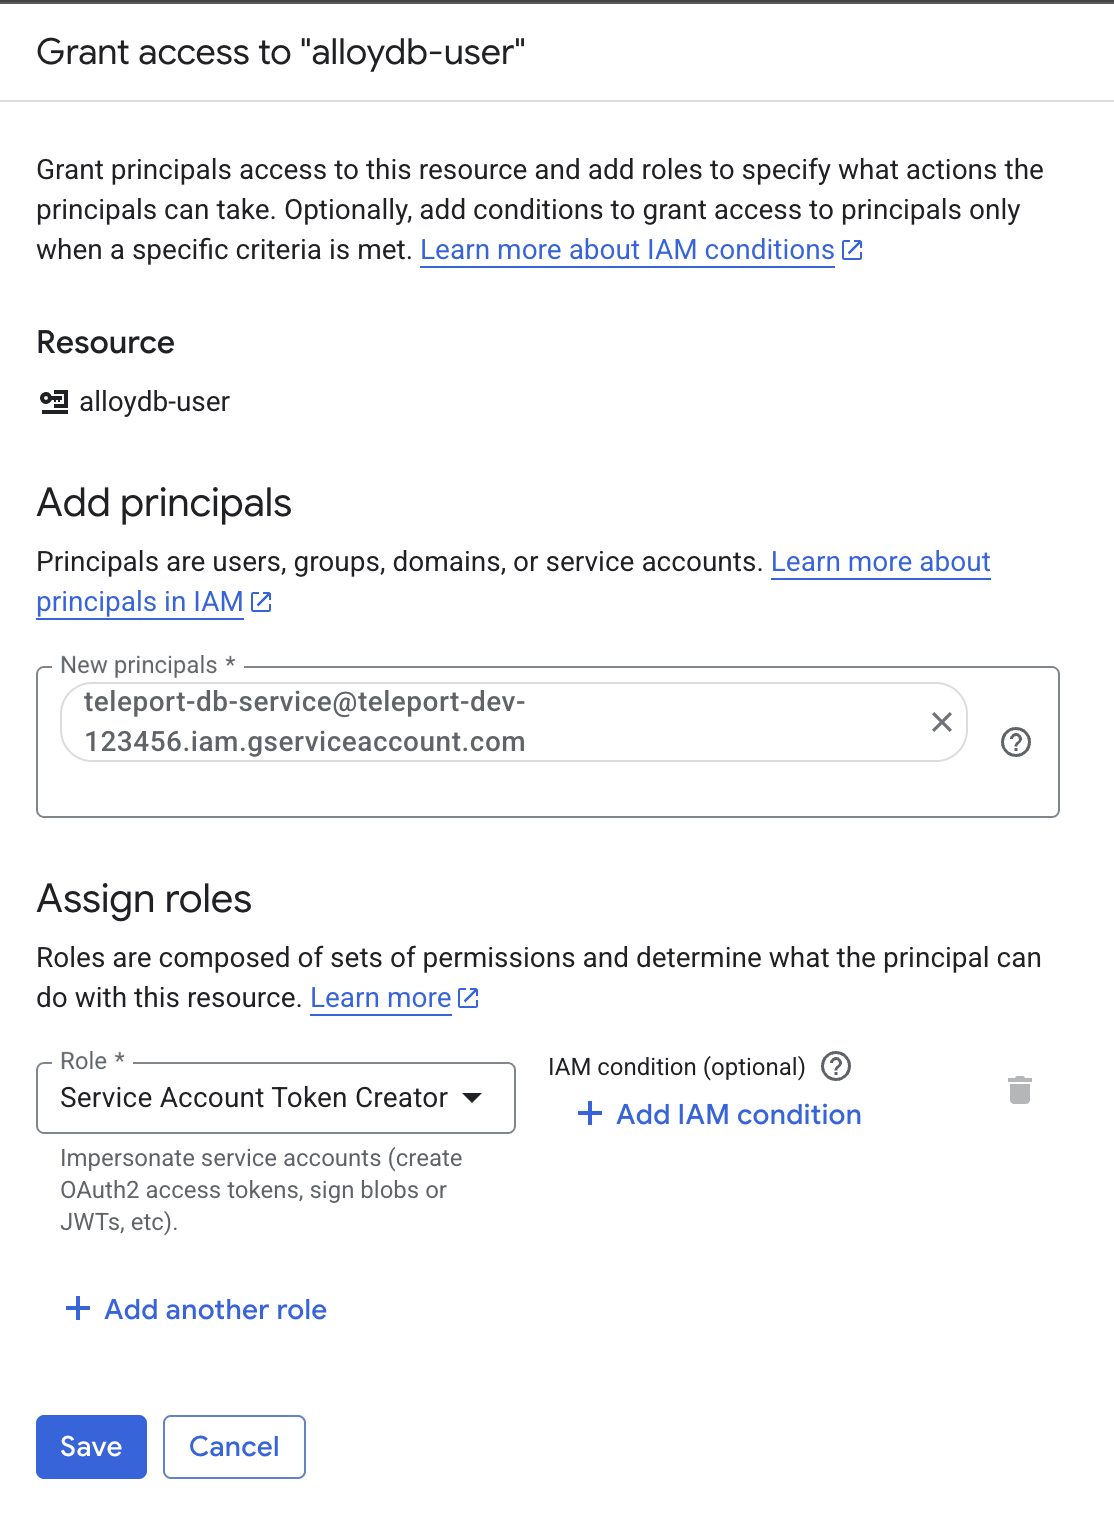 Grant access to "alloydb-user"
Grant principals access to this resource and add roles to specify what actions the
principals can take. Optionally, add conditions to grant access to principals only
when a specific criteria is met. Learn more about IAM conditions
Resource
alloydb-user
Add principals
Principals are users, groups, domains, or service accounts. Learn more about
principals in IAM
New principals *
teleport-db-service@teleport-dev-
123456.iam.gserviceaccount.com
Assign roles
Roles are composed of sets of permissions and determine what the principal can
do with this resource. Learn more
Role *
Service Account Token Creator
Impersonate service accounts (create
OAuth2 access tokens, sign blobs or
JWTs, etc).
IAM condition (optional)
+ Add IAM condition
+ Add another role
Save
Cancel